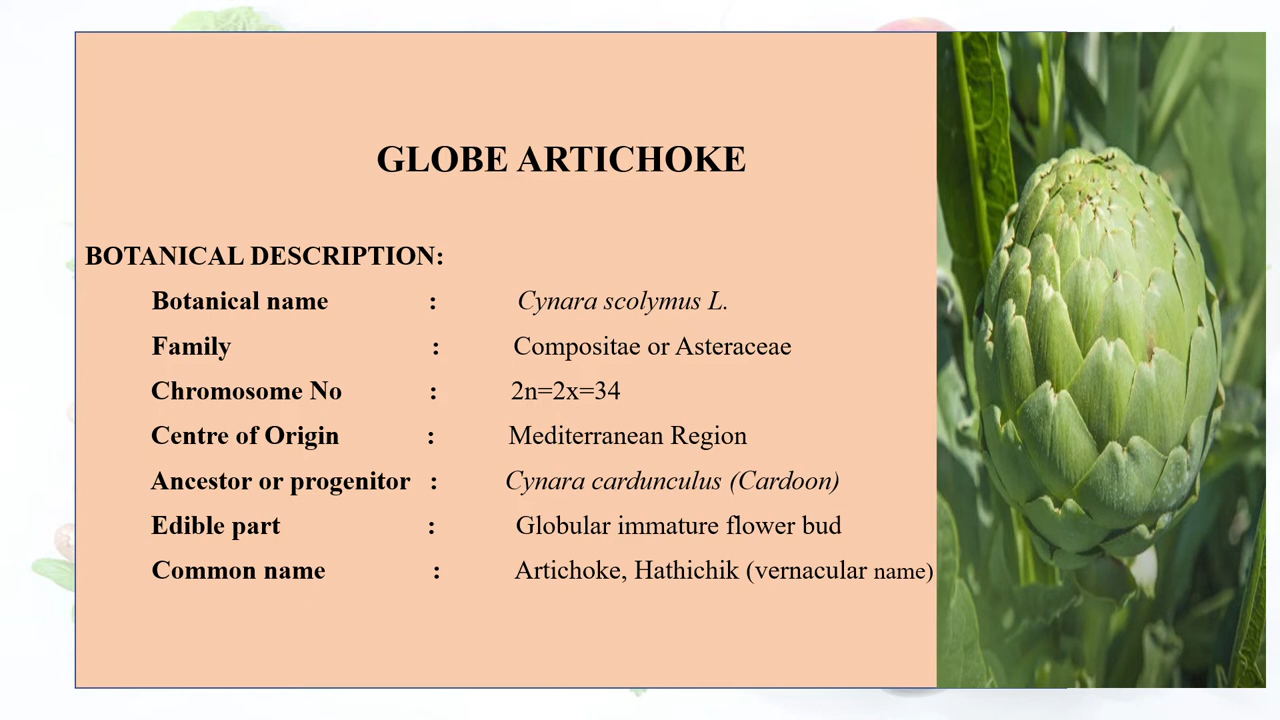 GLOBE ARTICHOKE
BOTANICAL DESCRIPTION:
Botanical name : Cynara scolymus L.
Family : Compositae or Asteraceae
Chromosome No : 2n=2x=34
Centre of Origin : Mediterranean Region
Ancestor or progenitor : Cynara cardunculus (Cardoon)
Edible part : Globular immature flower bud
Common name : Artichoke, Hathichik (vernacular name)